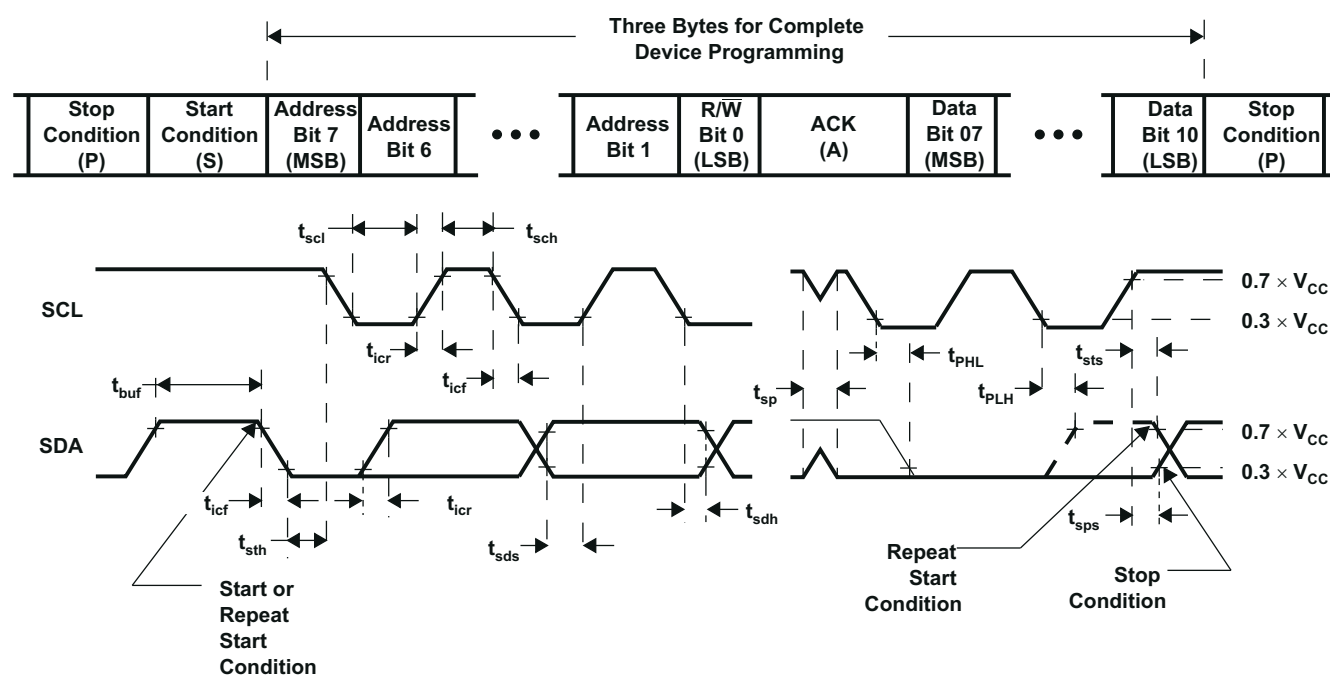 Three Bytes for Complete
Device Programming
Stop
Condition
(P)
Start
Condition
(S)
Address
Bit 7
(MSB)
Address
Bit 6
•••
Address
Bit 1
R/W̅
Bit 0
(LSB)
ACK
(A)
Data
Bit 07
(MSB)
•••
Data
Bit 10
(LSB)
Stop
Condition
(P)
tscl
tsch
SCL
0.7 × VCC
0.3 × VCC
ticr
ticf
tPHL
tsts
tbuf
tsp
tPLH
SDA
0.7 × VCC
0.3 × VCC
ticf
ticr
tsdh
tsth
tsds
tsps
Start or
Repeat
Start
Condition
Repeat
Start
Condition
Stop
Condition